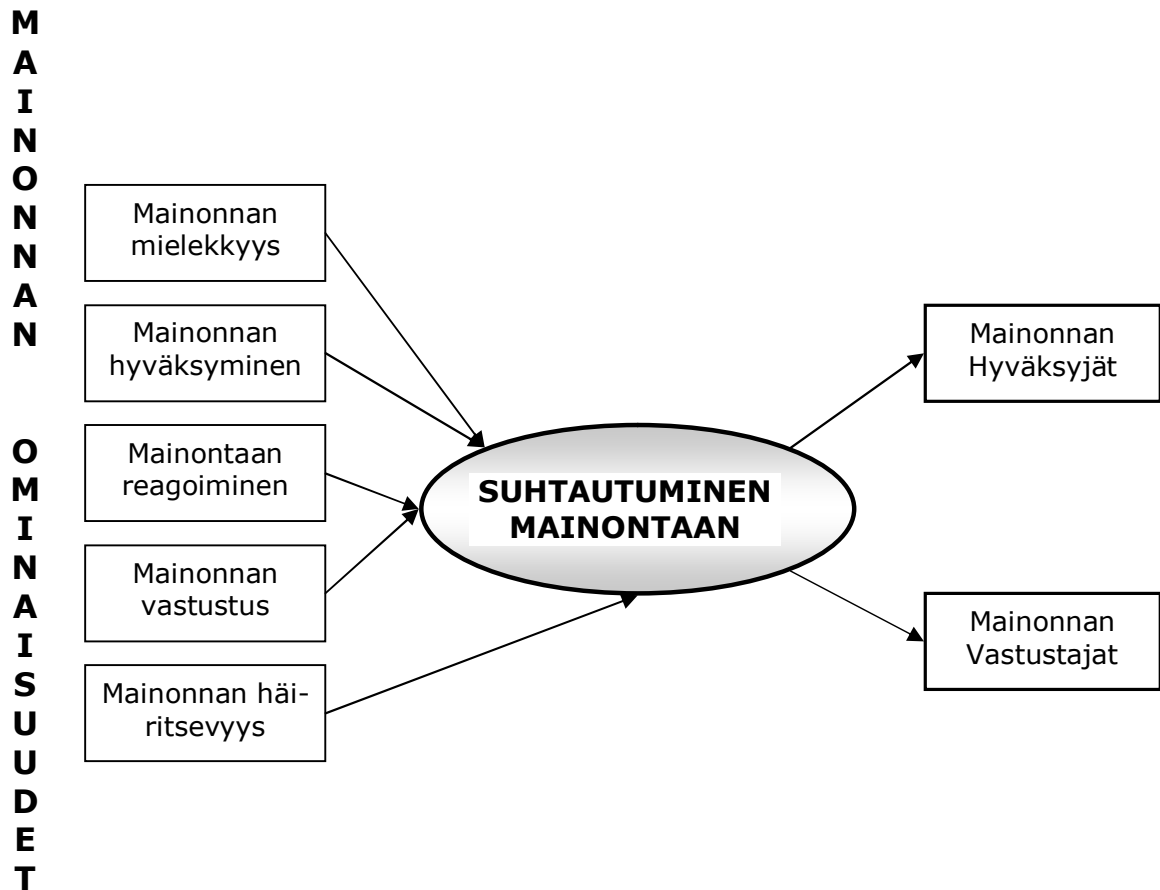 MAINONNAN OMINAISUUDET
Mainonnan
mielekkyys
Mainonnan
hyväksyminen
Mainontaan
reagoiminen
Mainonnan
vastustus
Mainonnan häi-
ritsevyys
SUHTAUTUMINEN
MAINONTAAN
Mainonnan
Hyväksyjät
Mainonnan
Vastustajat